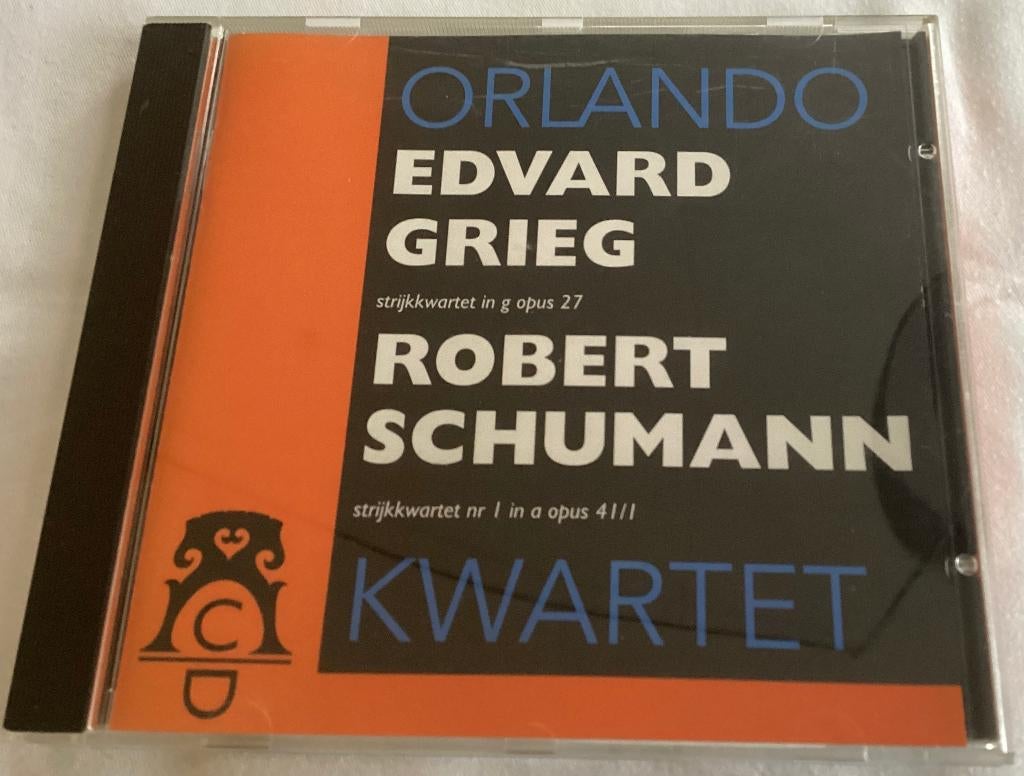 ORLANDO
EDVARD
GRIEG
strijkkwartet in g opus 27
ROBERT
SCHUMANN
strijkkwartet nr 1 in a opus 41/1
KWARTET
C
D